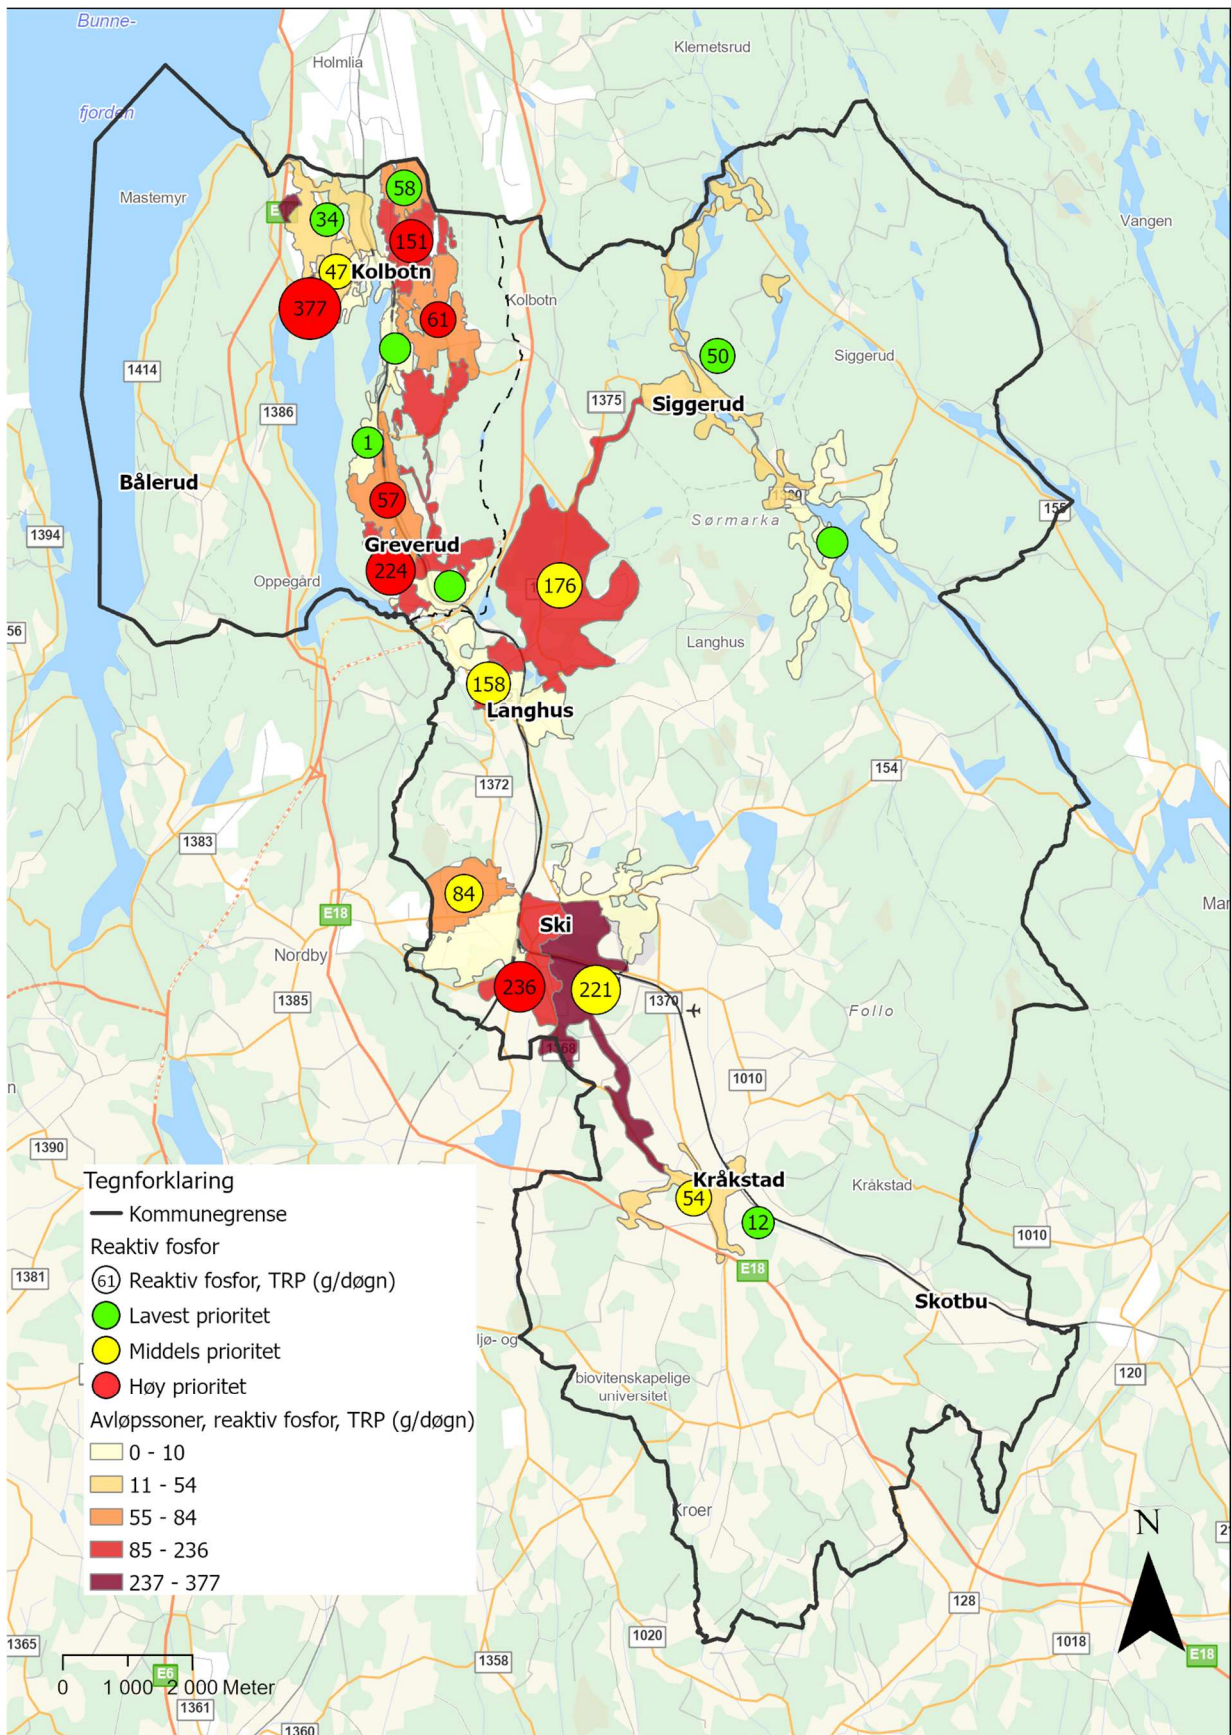 Bunne-
fjorden
Holmlia
Klemetsrud
Mastemyr
Vangen
58
34
151
47
Kolbotn
377
61
Kolbotn
50
Siggerud
1414
1375
1386
Siggerud
1
Bålerud
57
Sørmarka
155
1394
Greverud
224
Oppegård
176
56
Langhus
158
Langhus
1372
154
1383
84
E18
Ski
Nordby
236
221
1385
1370
Follo
n
1010
1390
Kråkstad
54
Kråkstad
12
1010
E18
1381
Skotbu
ljø- og
biovitenskapelige
universitet
120
Kroer
128
1020
1018
E18
1365
1358
E6
1361
1360
Tegnforklaring
Kommunegrense
Reaktiv fosfor
61 Reaktiv fosfor, TRP (g/døgn)
Lavest prioritet
Middels prioritet
Høy prioritet
Avløpssoner, reaktiv fosfor, TRP (g/døgn)
0 - 10
11 - 54
55 - 84
85 - 236
237 - 377
0 1 000 2 000 Meter
N